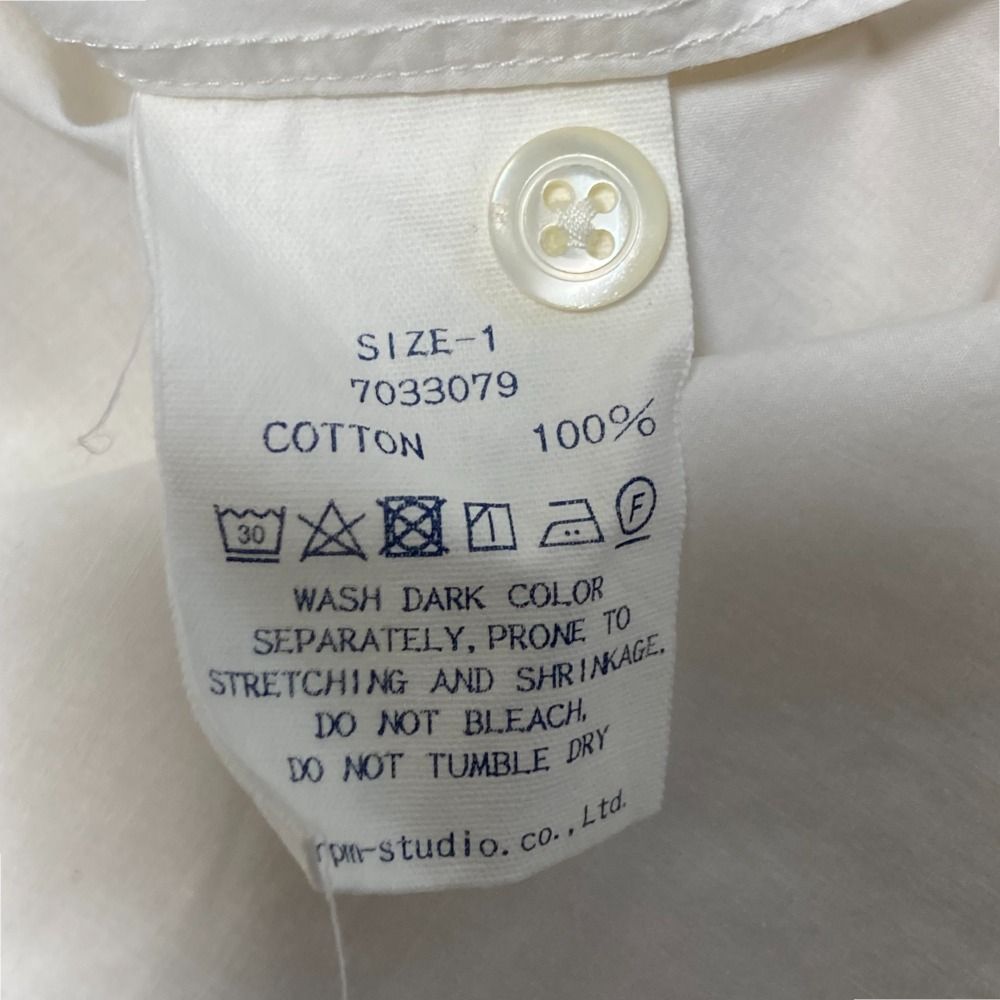 SIZE-1
7033079
COTTON 100%
30 F
WASH DARK COLOR
SEPARATELY, PRONE TO
STRETCHING AND SHRINKAGE.
DO NOT BLEACH,
DO NOT TUMBLE DRY
rpm-studio.co.,Ltd.